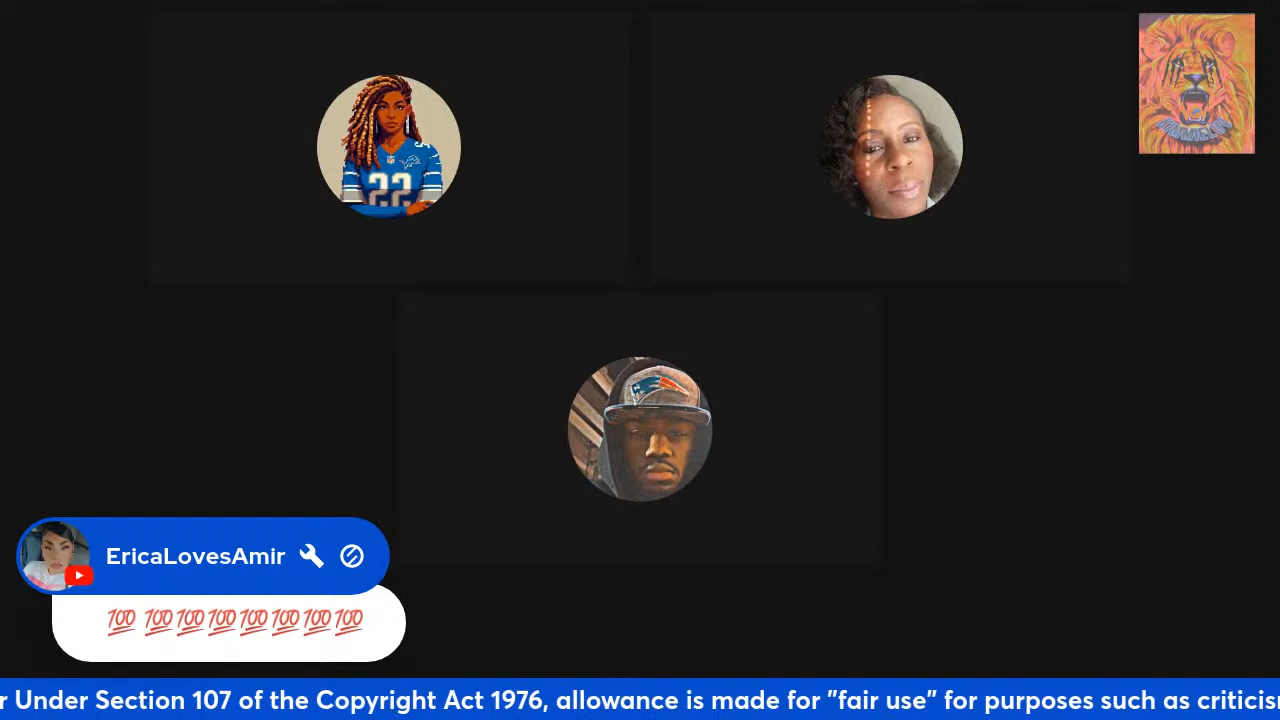 22
EricaLovesAmir
💯 💯💯💯💯💯💯💯
r Under Section 107 of the Copyright Act 1976, allowance is made for "fair use" for purposes such as criticis